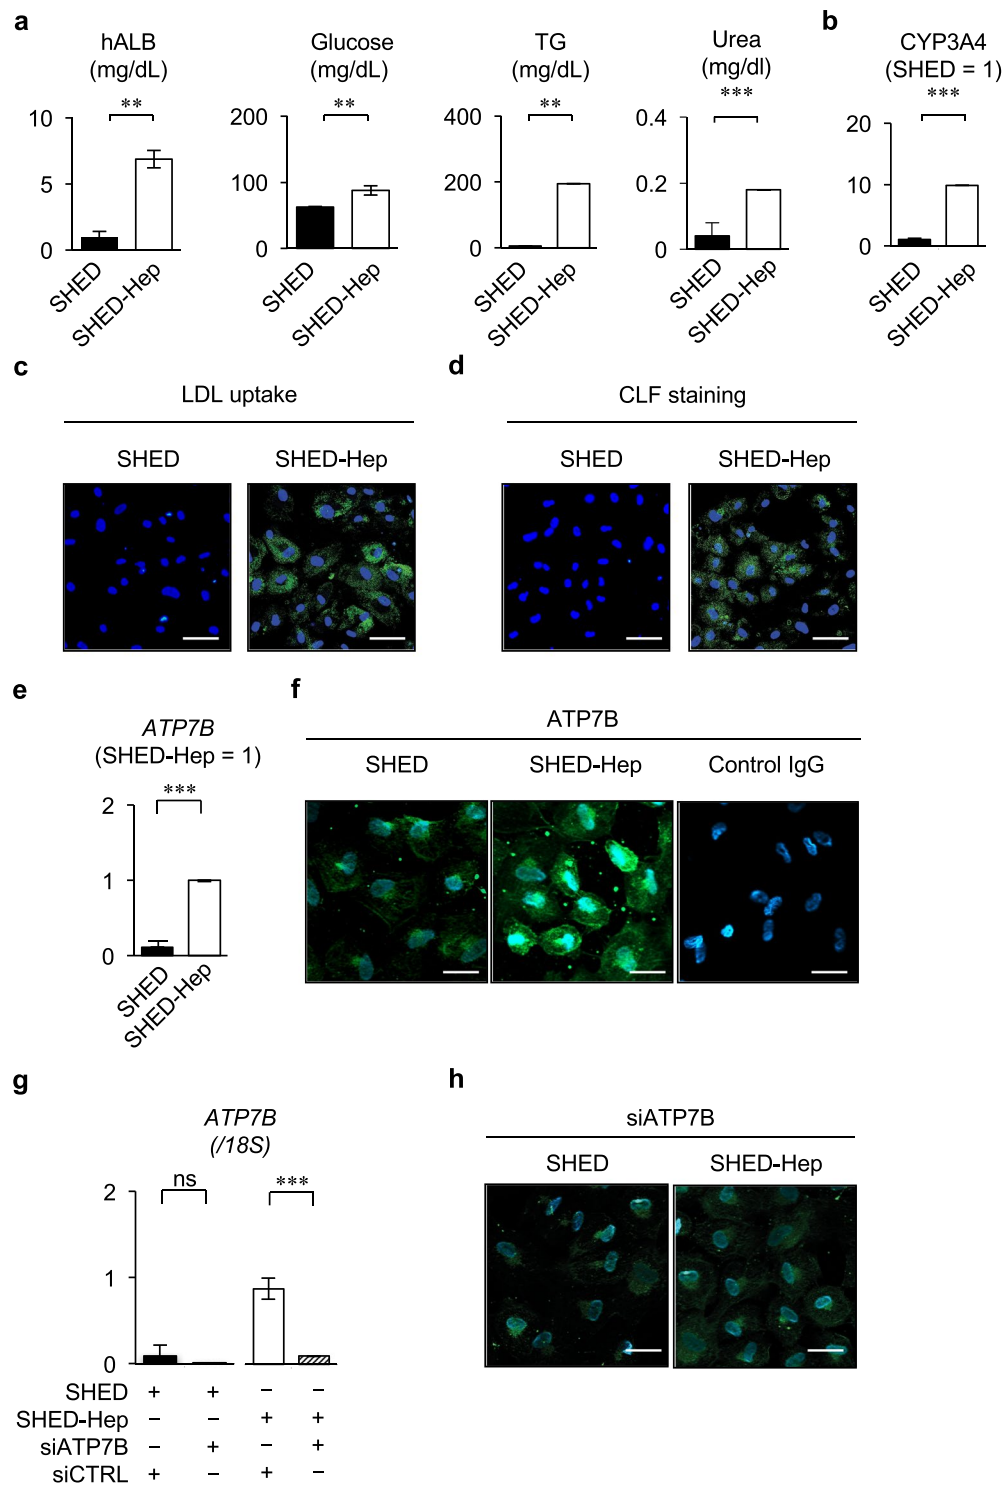 a
b
hALB
(mg/dL)
Glucose
(mg/dL)
TG
(mg/dL)
Urea
(mg/dl)
CYP3A4
(SHED = 1)
**
**
**
***
***
10
5
0
200
100
0
400
200
0
0.4
0.2
0
20
10
0
SHED
SHED-Hep
SHED
SHED-Hep
SHED
SHED-Hep
SHED
SHED-Hep
SHED
SHED-Hep
c
d
LDL uptake
CLF staining
SHED
SHED-Hep
SHED
SHED-Hep
e
f
ATP7B
(SHED-Hep = 1)
***
2
1
0
SHED
SHED-Hep
ATP7B
SHED
SHED-Hep
Control IgG
g
h
ATP7B
(/18S)
ns
***
2
1
0
SHED + + − −
SHED-Hep − − + +
siATP7B − + − +
siCTRL + − + −
siATP7B
SHED
SHED-Hep